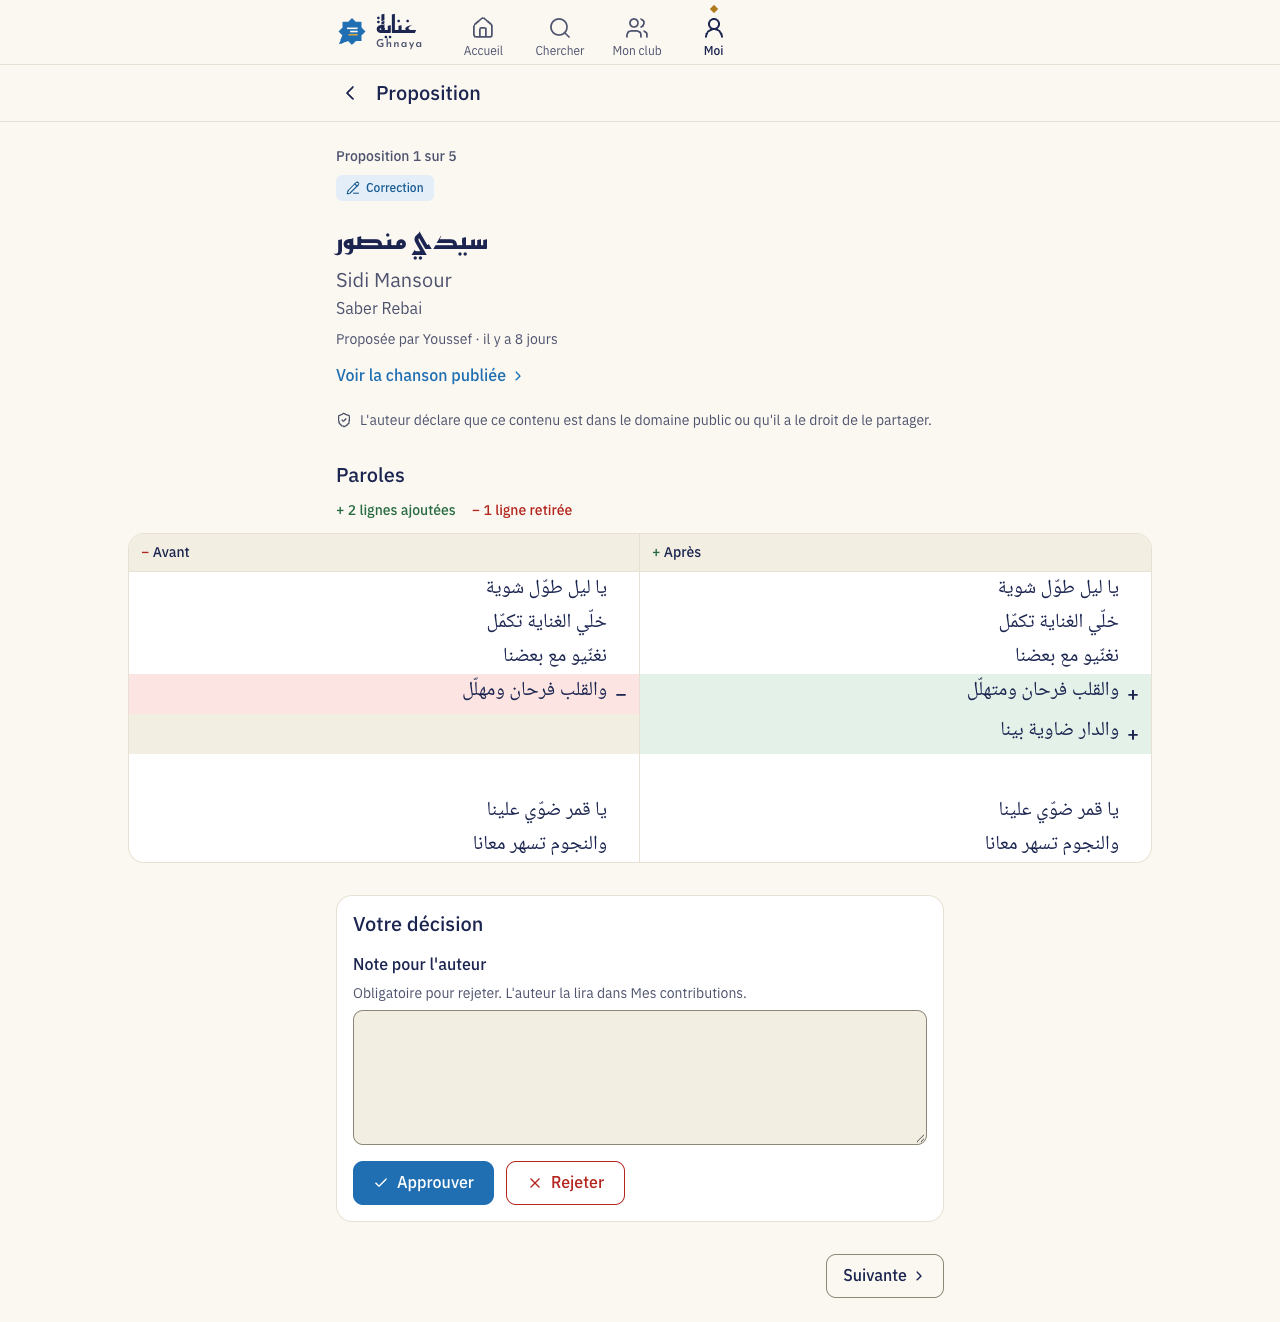 غناية
Ghnaya
Accueil
Chercher
Mon club
Moi
Proposition
Proposition 1 sur 5
Correction
سيدي منصور
Sidi Mansour
Saber Rebai
Proposée par Youssef · il y a 8 jours
Voir la chanson publiée
L'auteur déclare que ce contenu est dans le domaine public ou qu'il a le droit de le partager.
Paroles
+ 2 lignes ajoutées − 1 ligne retirée
− Avant
+ Après
يا ليل طوّل شوية
يا ليل طوّل شوية
خلّي الغناية تكمّل
خلّي الغناية تكمّل
نغنّيو مع بعضنا
نغنّيو مع بعضنا
− والقلب فرحان ومهلّل
+ والقلب فرحان ومتهلّل
+ والدار ضاوية بينا
يا قمر ضوّي علينا
يا قمر ضوّي علينا
والنجوم تسهر معانا
والنجوم تسهر معانا
Votre décision
Note pour l'auteur
Obligatoire pour rejeter. L'auteur la lira dans Mes contributions.
Approuver
Rejeter
Suivante